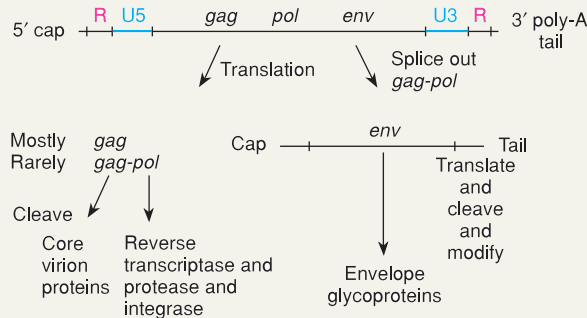 R U5 gag pol env U3 R
5′ cap 3′ poly-A
tail
Translation
Splice out
gag-pol
Mostly gag
Rarely gag-pol
Cap env Tail
Translate
and
cleave
and
modify
Cleave
Core
virion
proteins
Reverse
transcriptase and
protease and
integrase
Envelope
glycoproteins